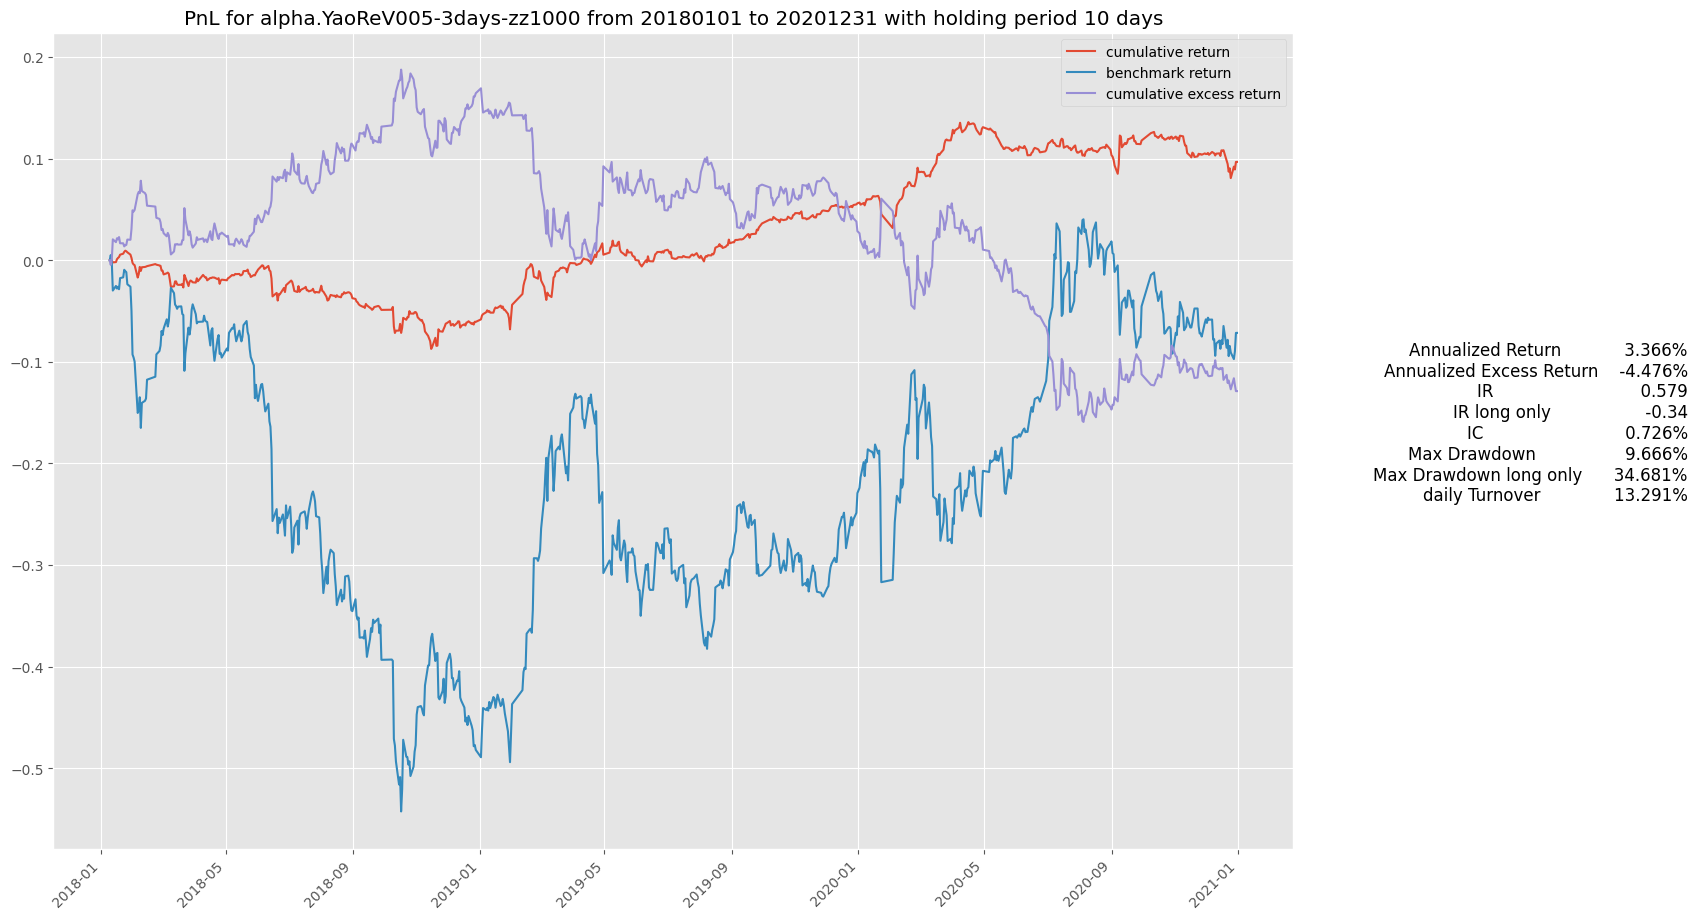 PnL for alpha.YaoReV005-3days-zz1000 from 20180101 to 20201231 with holding period 10 days
cumulative return
benchmark return
cumulative excess return
0.2
0.1
0.0
−0.1
−0.2
−0.3
−0.4
−0.5
2018-01
2018-05
2018-09
2019-01
2019-05
2019-09
2020-01
2020-05
2020-09
2021-01
Annualized Return 3.366%
Annualized Excess Return -4.476%
IR 0.579
IR long only -0.34
IC 0.726%
Max Drawdown 9.666%
Max Drawdown long only 34.681%
daily Turnover 13.291%